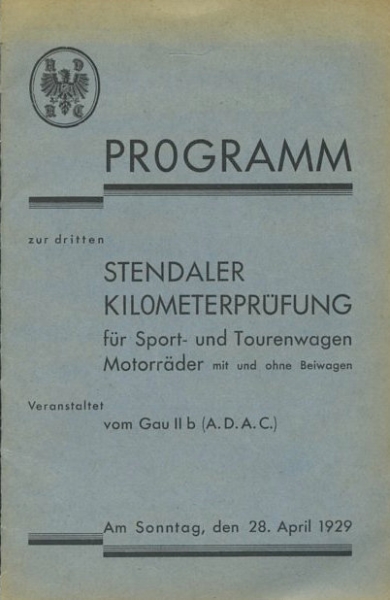 A D
A C
PROGRAMM
zur dritten
STENDALER
KILOMETERPRÜFUNG
für Sport- und Tourenwagen
Motorräder mit und ohne Beiwagen
Veranstaltet
vom Gau II b (A.D.A.C.)
Am Sonntag, den 28. April 1929